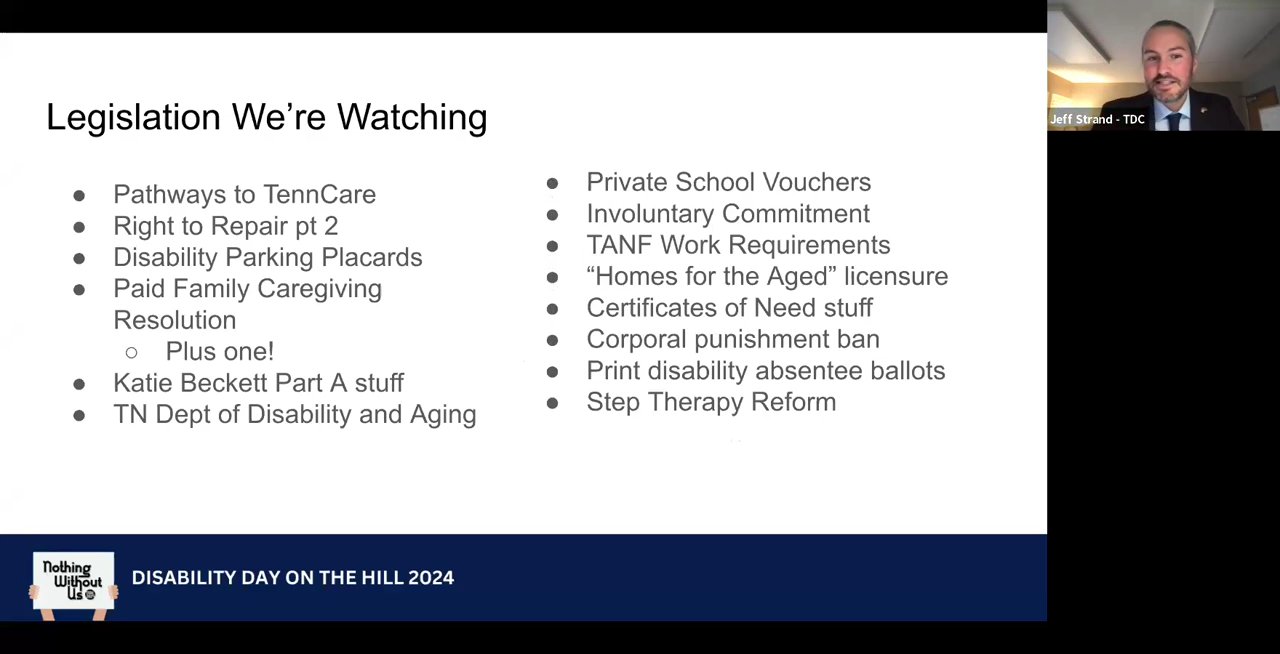 Legislation We’re Watching
● Pathways to TennCare
● Right to Repair pt 2
● Disability Parking Placards
● Paid Family Caregiving
Resolution
○ Plus one!
● Katie Beckett Part A stuff
● TN Dept of Disability and Aging
● Private School Vouchers
● Involuntary Commitment
● TANF Work Requirements
● “Homes for the Aged” licensure
● Certificates of Need stuff
● Corporal punishment ban
● Print disability absentee ballots
● Step Therapy Reform
Nothing
Without
Us
DISABILITY DAY ON THE HILL 2024
Jeff Strand - TDC